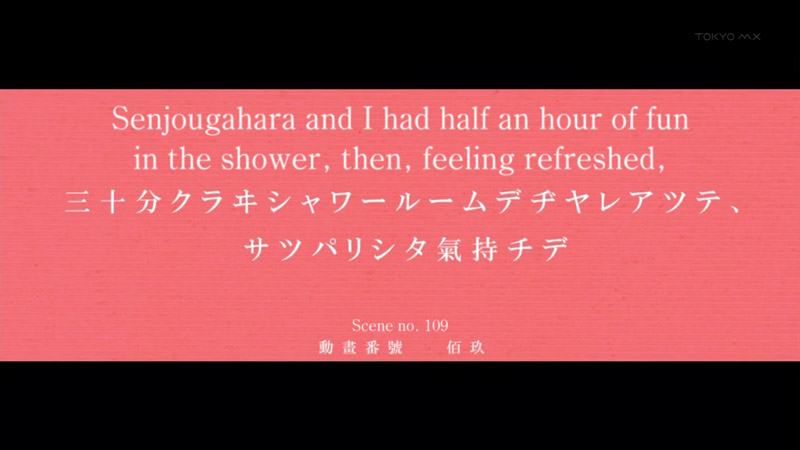 TOKYO MX
Senjougahara and I had half an hour of fun
in the shower, then, feeling refreshed,
三十分クラヰシャワールームデヂヤレアツテ、
サツパリシタ氣持チデ
Scene no. 109
動畫番號　佰玖